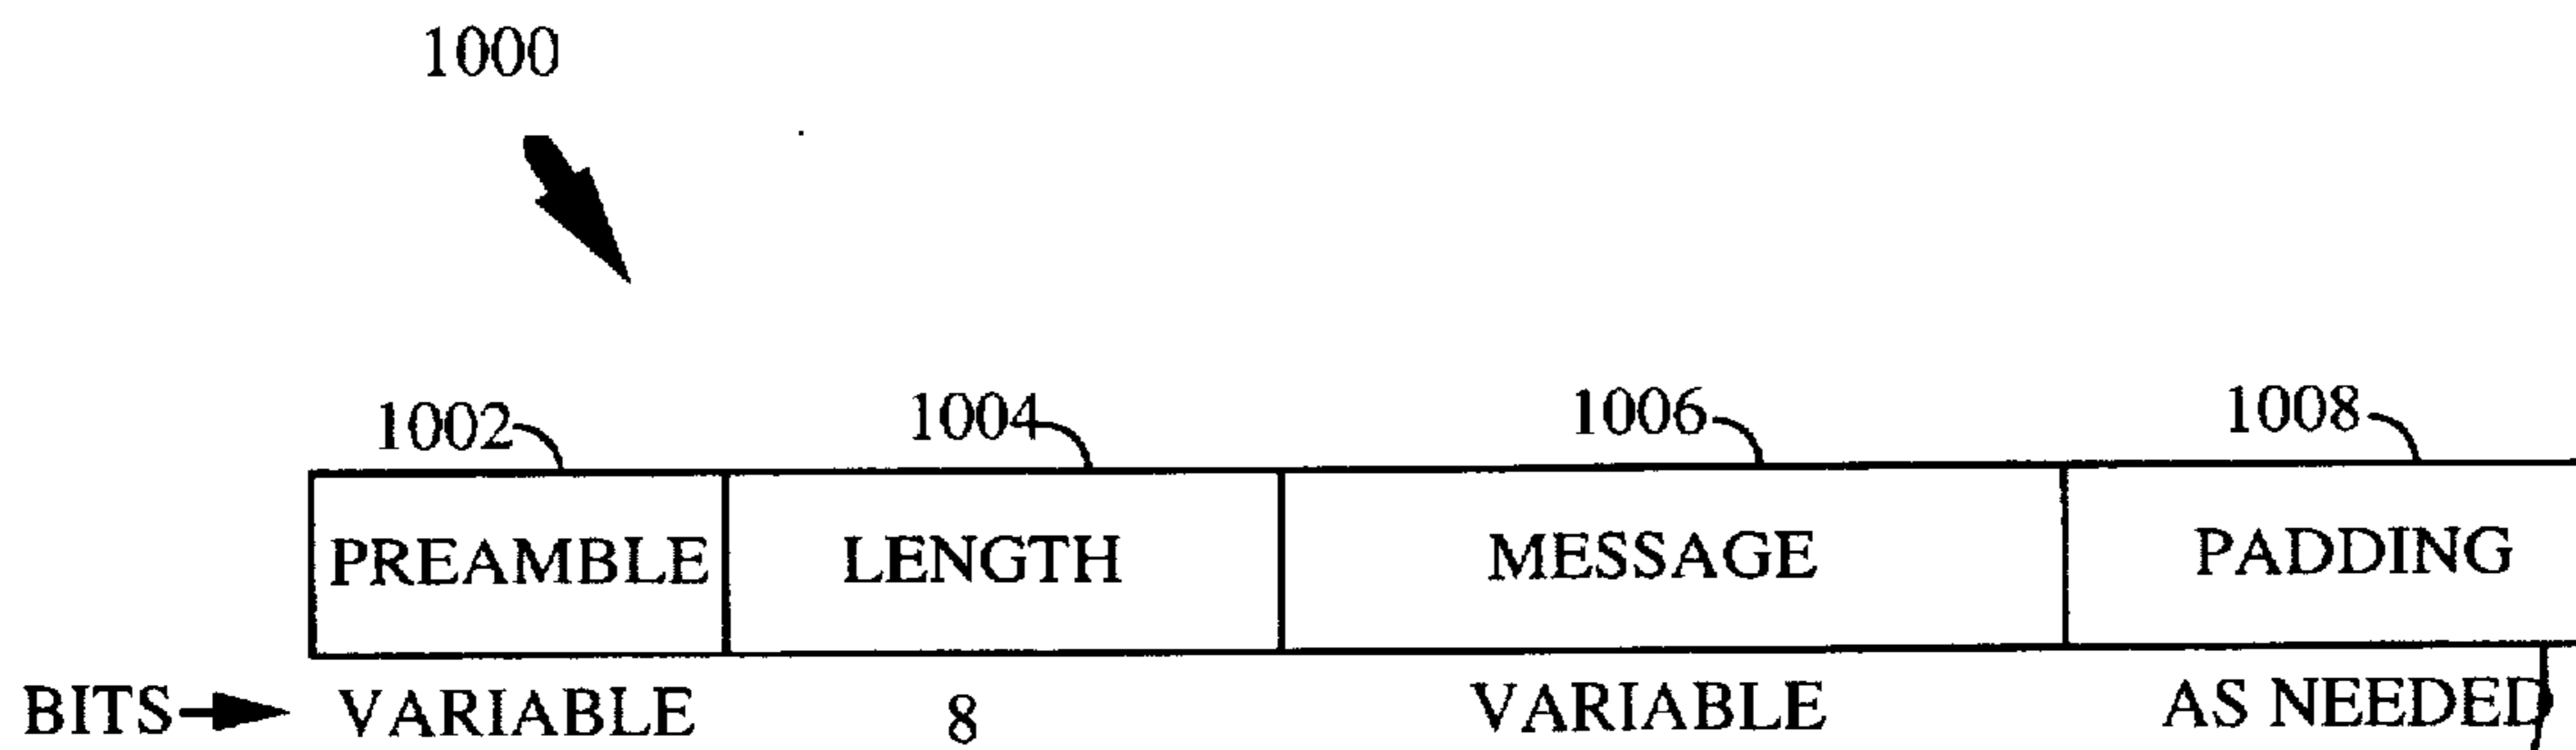 1000
1002 1004 1006 1008
PREAMBLE LENGTH MESSAGE PADDING
BITS VARIABLE 8 VARIABLE AS NEEDED